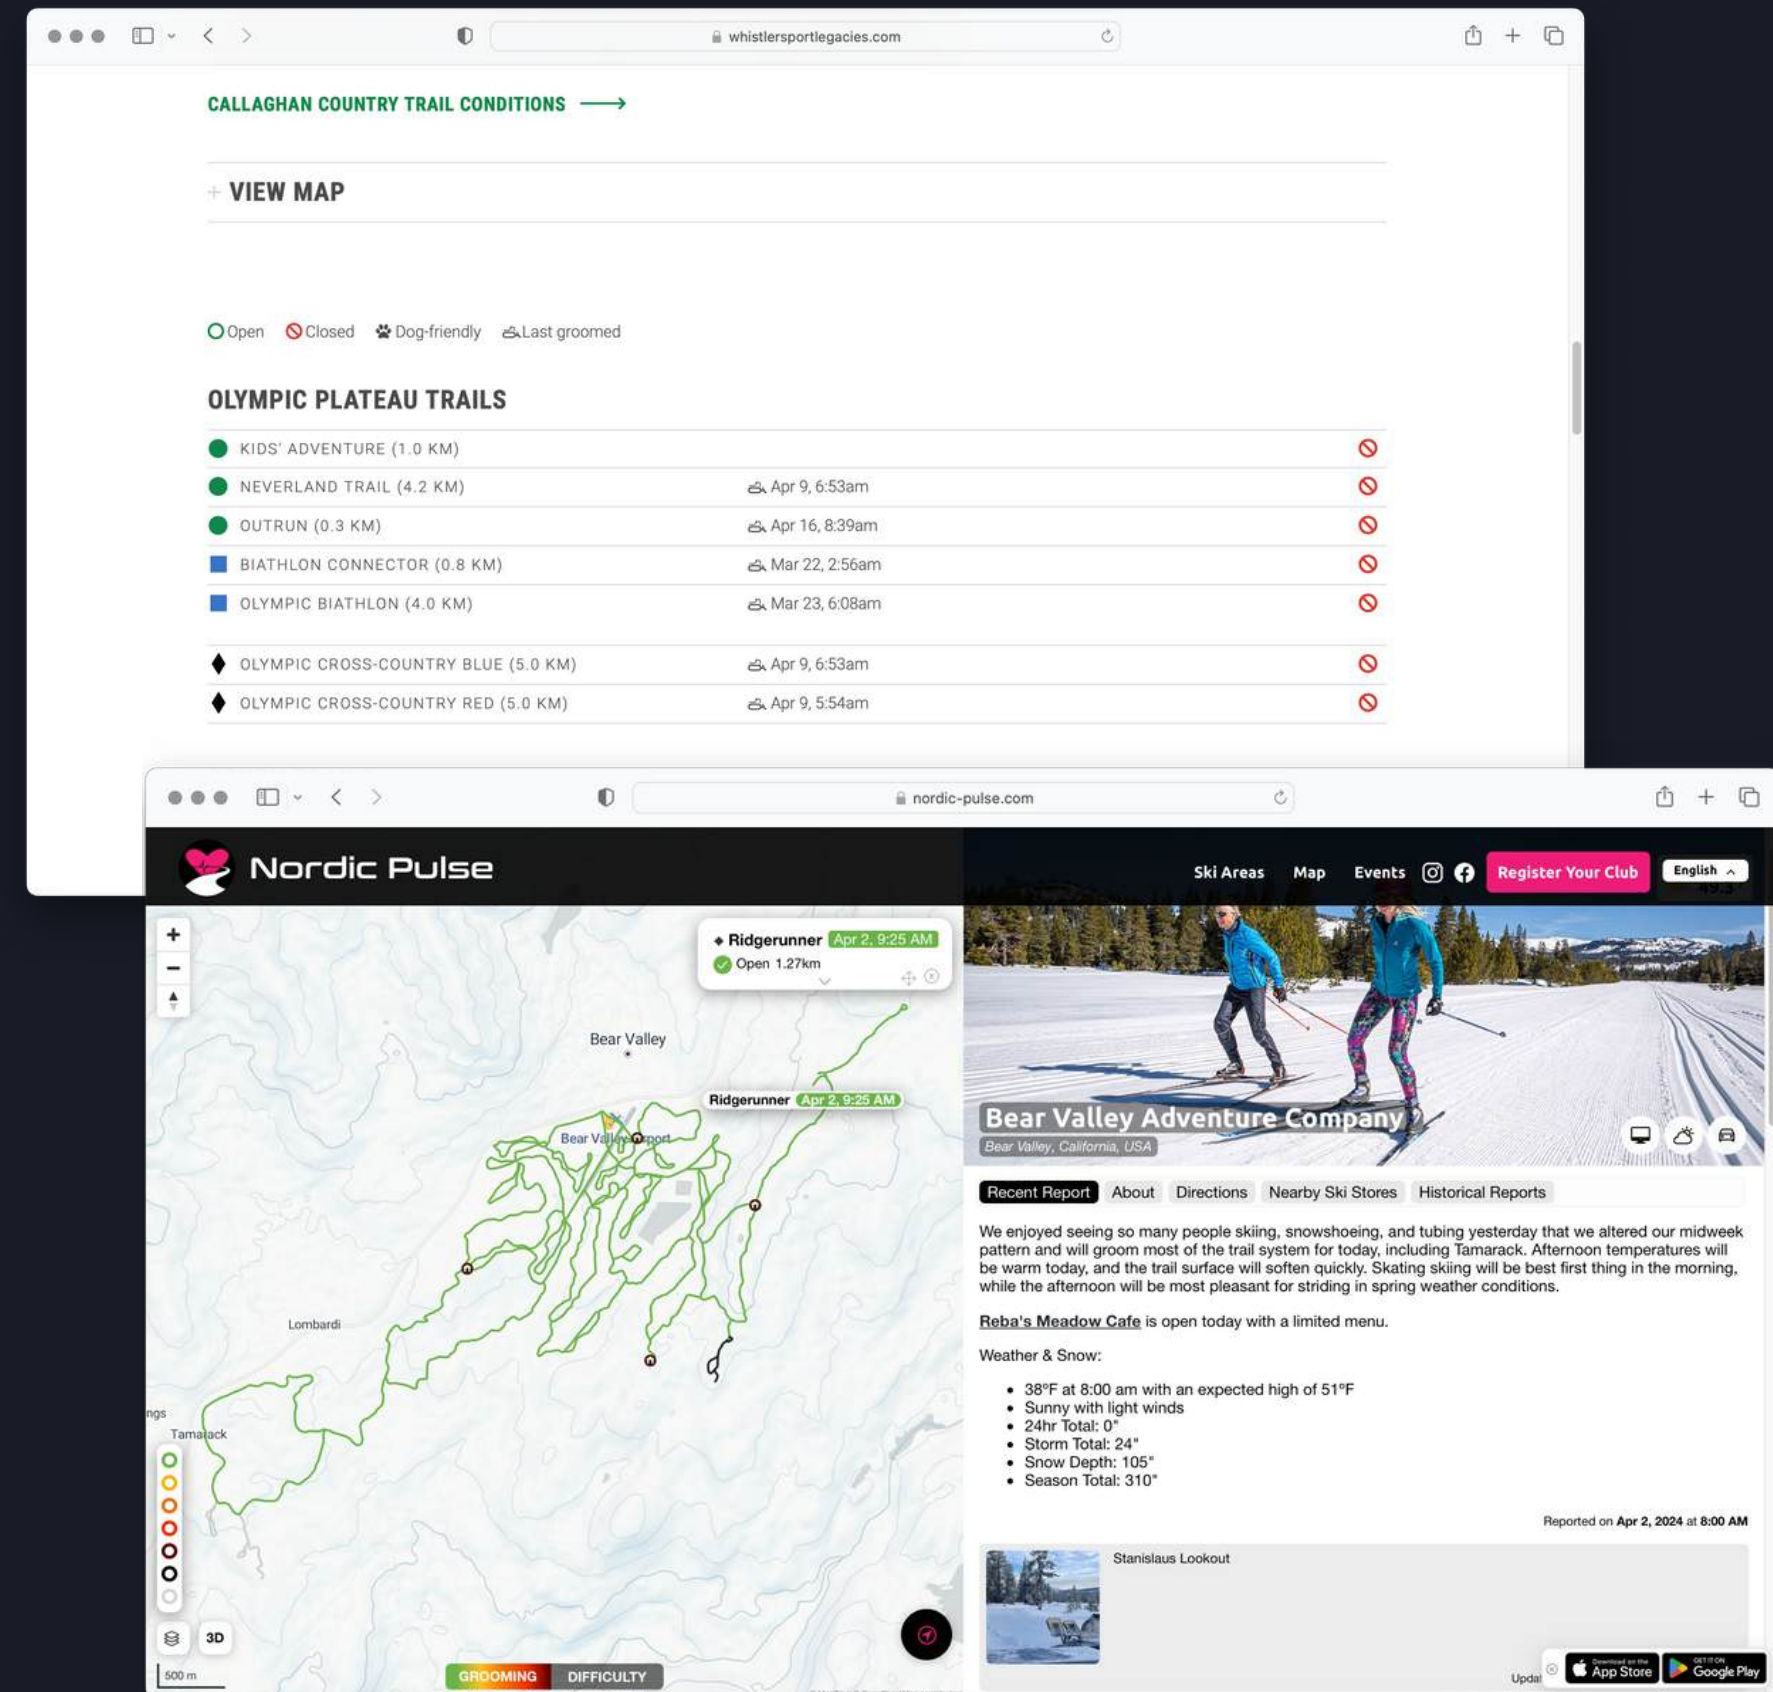 whistlersportlegacies.com
CALLAGHAN COUNTRY TRAIL CONDITIONS
+ VIEW MAP
Open Closed Dog-friendly Last groomed
OLYMPIC PLATEAU TRAILS
KIDS' ADVENTURE (1.0 KM)
NEVERLAND TRAIL (4.2 KM) Apr 9, 6:53am
OUTRUN (0.3 KM) Apr 16, 8:39am
BIATHLON CONNECTOR (0.8 KM) Mar 22, 2:56am
OLYMPIC BIATHLON (4.0 KM) Mar 23, 6:08am
OLYMPIC CROSS-COUNTRY BLUE (5.0 KM) Apr 9, 6:53am
OLYMPIC CROSS-COUNTRY RED (5.0 KM) Apr 9, 5:54am
nordic-pulse.com
Nordic Pulse
Ski Areas Map Events Register Your Club English
Ridgerunner Apr 2, 9:25 AM
Open 1.27km
Bear Valley
Ridgerunner Apr 2, 9:25 AM
Bear Valley
Lombardi
ngs
Tamarack
3D
500 m
GROOMING DIFFICULTY
Bear Valley Adventure Company
Bear Valley, California, USA
Recent Report About Directions Nearby Ski Stores Historical Reports
We enjoyed seeing so many people skiing, snowshoeing, and tubing yesterday that we altered our midweek
pattern and will groom most of the trail system for today, including Tamarack. Afternoon temperatures will
be warm today, and the trail surface will soften quickly. Skating skiing will be best first thing in the morning,
while the afternoon will be most pleasant for striding in spring weather conditions.
Reba's Meadow Cafe is open today with a limited menu.
Weather & Snow:
• 38ºF at 8:00 am with an expected high of 51ºF
• Sunny with light winds
• 24hr Total: 0"
• Storm Total: 24"
• Snow Depth: 105"
• Season Total: 310"
Reported on Apr 2, 2024 at 8:00 AM
Stanislaus Lookout
Updat
Download on the App Store
GET IT ON Google Play